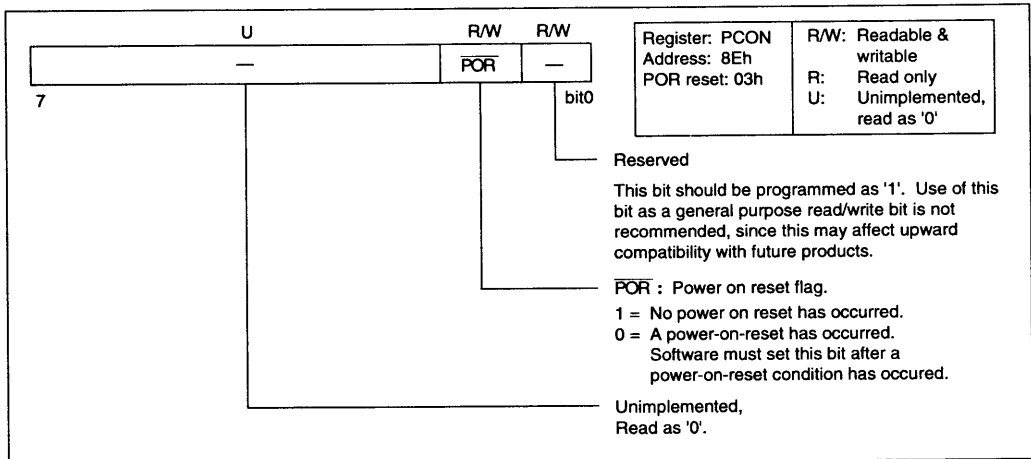 U R/W R/W
— P̅O̅R̅ —
7 bit0
Register: PCON
Address: 8Eh
POR reset: 03h
R/W: Readable &
writable
R: Read only
U: Unimplemented,
read as '0'
Reserved
This bit should be programmed as '1'. Use of this
bit as a general purpose read/write bit is not
recommended, since this may affect upward
compatibility with future products.
P̅O̅R̅ : Power on reset flag.
1 = No power on reset has occurred.
0 = A power-on-reset has occurred.
Software must set this bit after a
power-on-reset condition has occured.
Unimplemented,
Read as '0'.